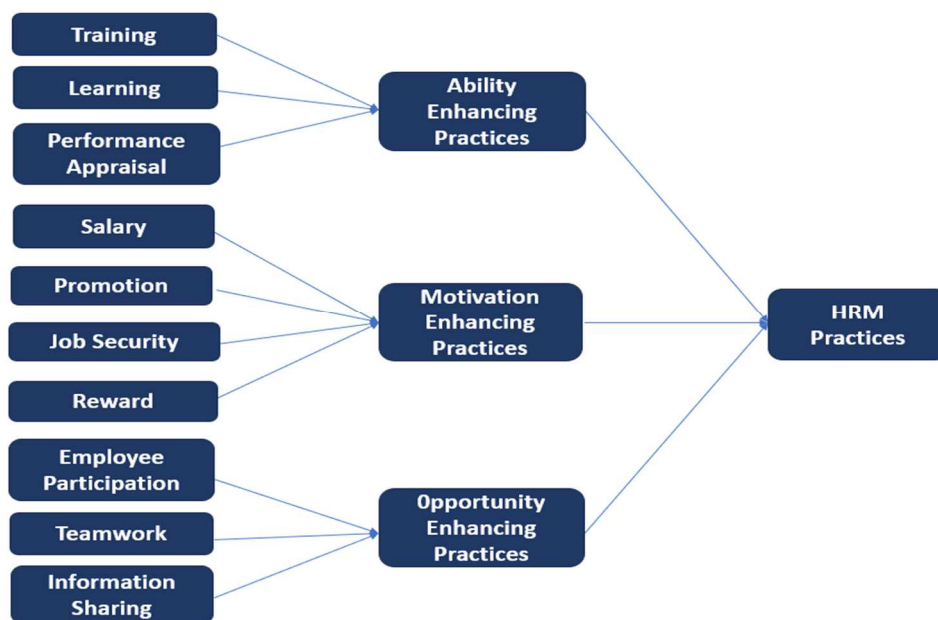 Training
Learning
Performance
Appraisal
Salary
Promotion
Job Security
Reward
Employee
Participation
Teamwork
Information
Sharing
Ability
Enhancing
Practices
Motivation
Enhancing
Practices
0pportunity
Enhancing
Practices
HRM
Practices